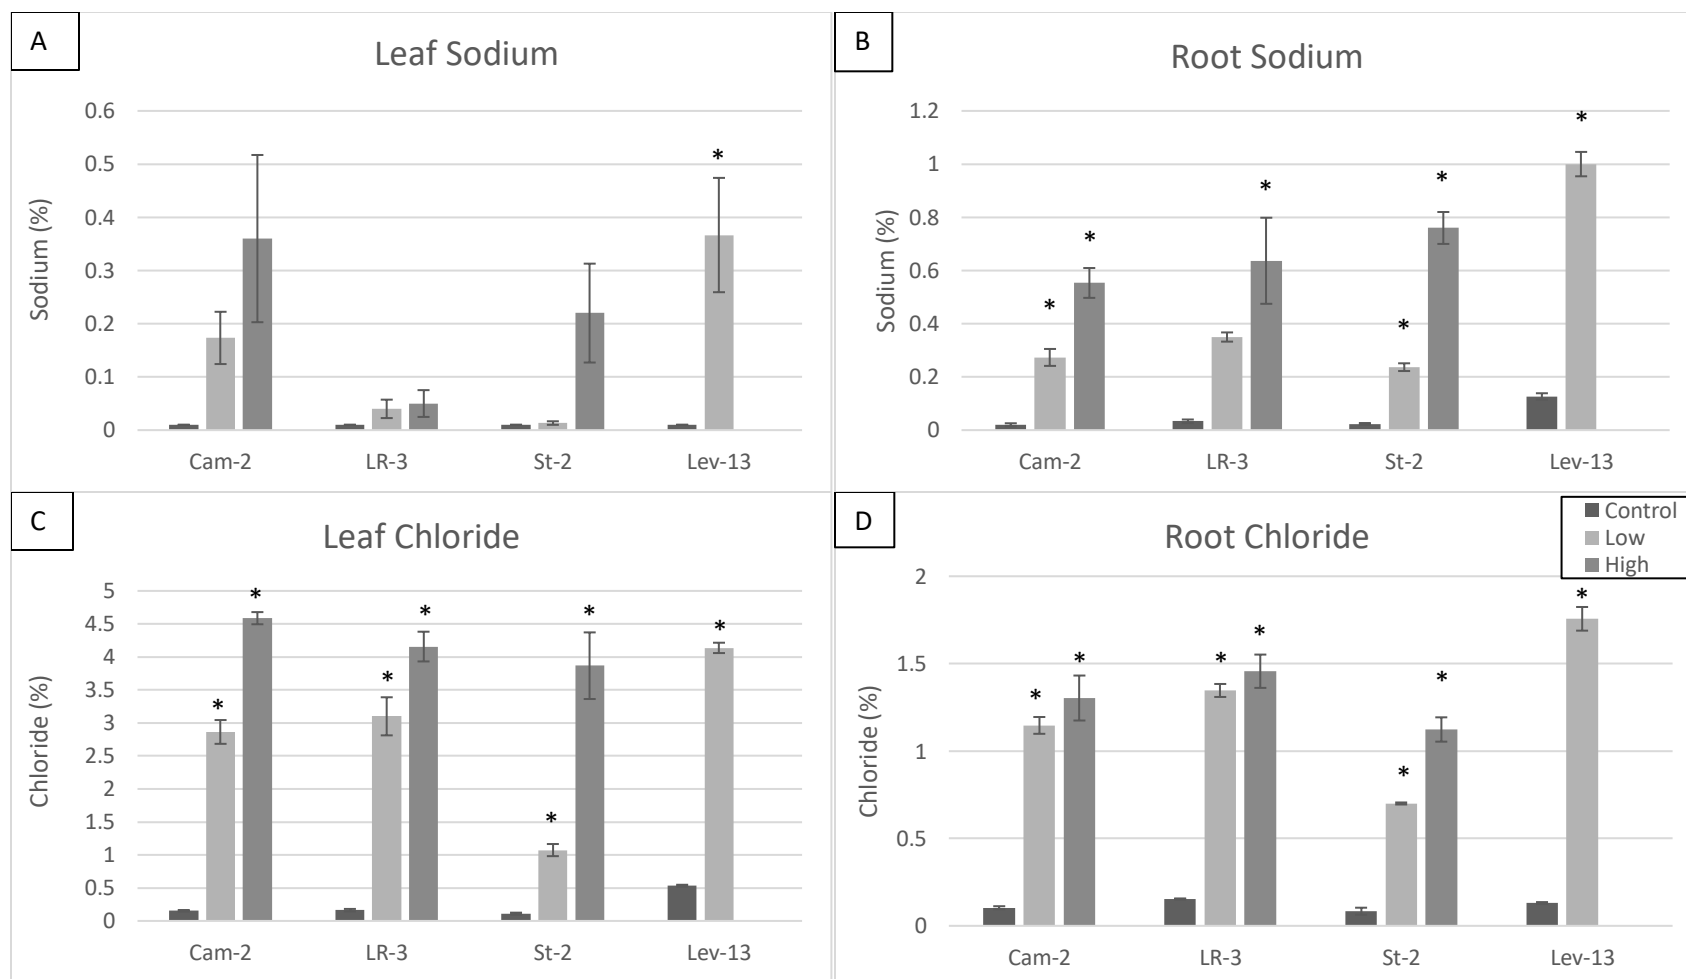 A
Leaf Sodium
Sodium (%)
0.6
0.5
0.4
0.3
0.2
0.1
0
*
Cam-2 LR-3 St-2 Lev-13
B
Root Sodium
Sodium (%)
1.2
1
0.8
0.6
0.4
0.2
0
* * * * * *
Cam-2 LR-3 St-2 Lev-13
C
Leaf Chloride
Chloride (%)
5
4.5
4
3.5
3
2.5
2
1.5
1
0.5
0
* * * * * * *
Cam-2 LR-3 St-2 Lev-13
D
Root Chloride
Control
Low
High
Chloride (%)
2
1.5
1
0.5
0
* * * * * * *
Cam-2 LR-3 St-2 Lev-13